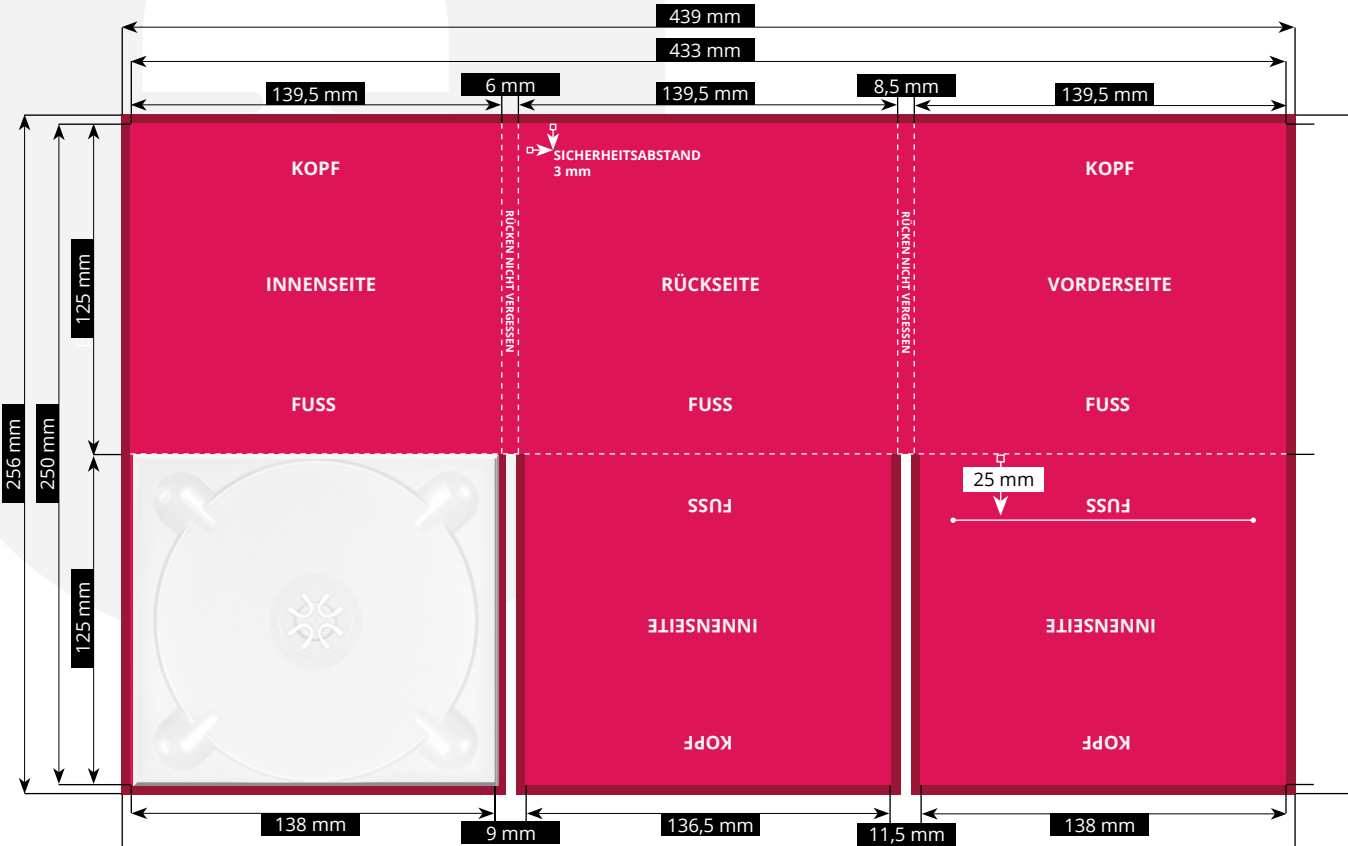 439 mm
433 mm
139,5 mm
6 mm
139,5 mm
8,5 mm
139,5 mm
SICHERHEITSABSTAND
3 mm
KOPF
KOPF
RÜCKEN NICHT VERGESSEN
RÜCKEN NICHT VERGESSEN
125 mm
INNENSEITE
RÜCKSEITE
VORDERSEITE
FUSS
FUSS
FUSS
256 mm
250 mm
25 mm
FUSS
FUSS
125 mm
INNENSEITE
INNENSEITE
KOPF
KOPF
138 mm
9 mm
136,5 mm
11,5 mm
138 mm